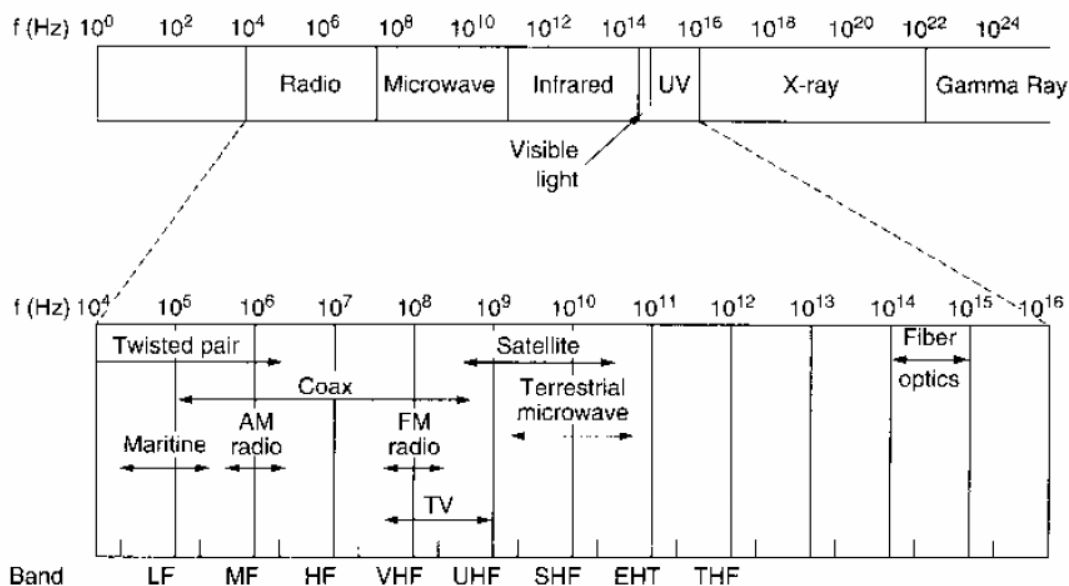 f (Hz) 10⁰ 10² 10⁴ 10⁶ 10⁸ 10¹⁰ 10¹² 10¹⁴ 10¹⁶ 10¹⁸ 10²⁰ 10²² 10²⁴
Radio Microwave Infrared UV X-ray Gamma Ray
Visible
light
f (Hz) 10⁴ 10⁵ 10⁶ 10⁷ 10⁸ 10⁹ 10¹⁰ 10¹¹ 10¹² 10¹³ 10¹⁴ 10¹⁵ 10¹⁶
Twisted pair
Satellite
Fiber
optics
Coax
Terrestrial
microwave
AM
radio
FM
radio
Maritine
TV
Band LF MF HF VHF UHF SHF EHT THF